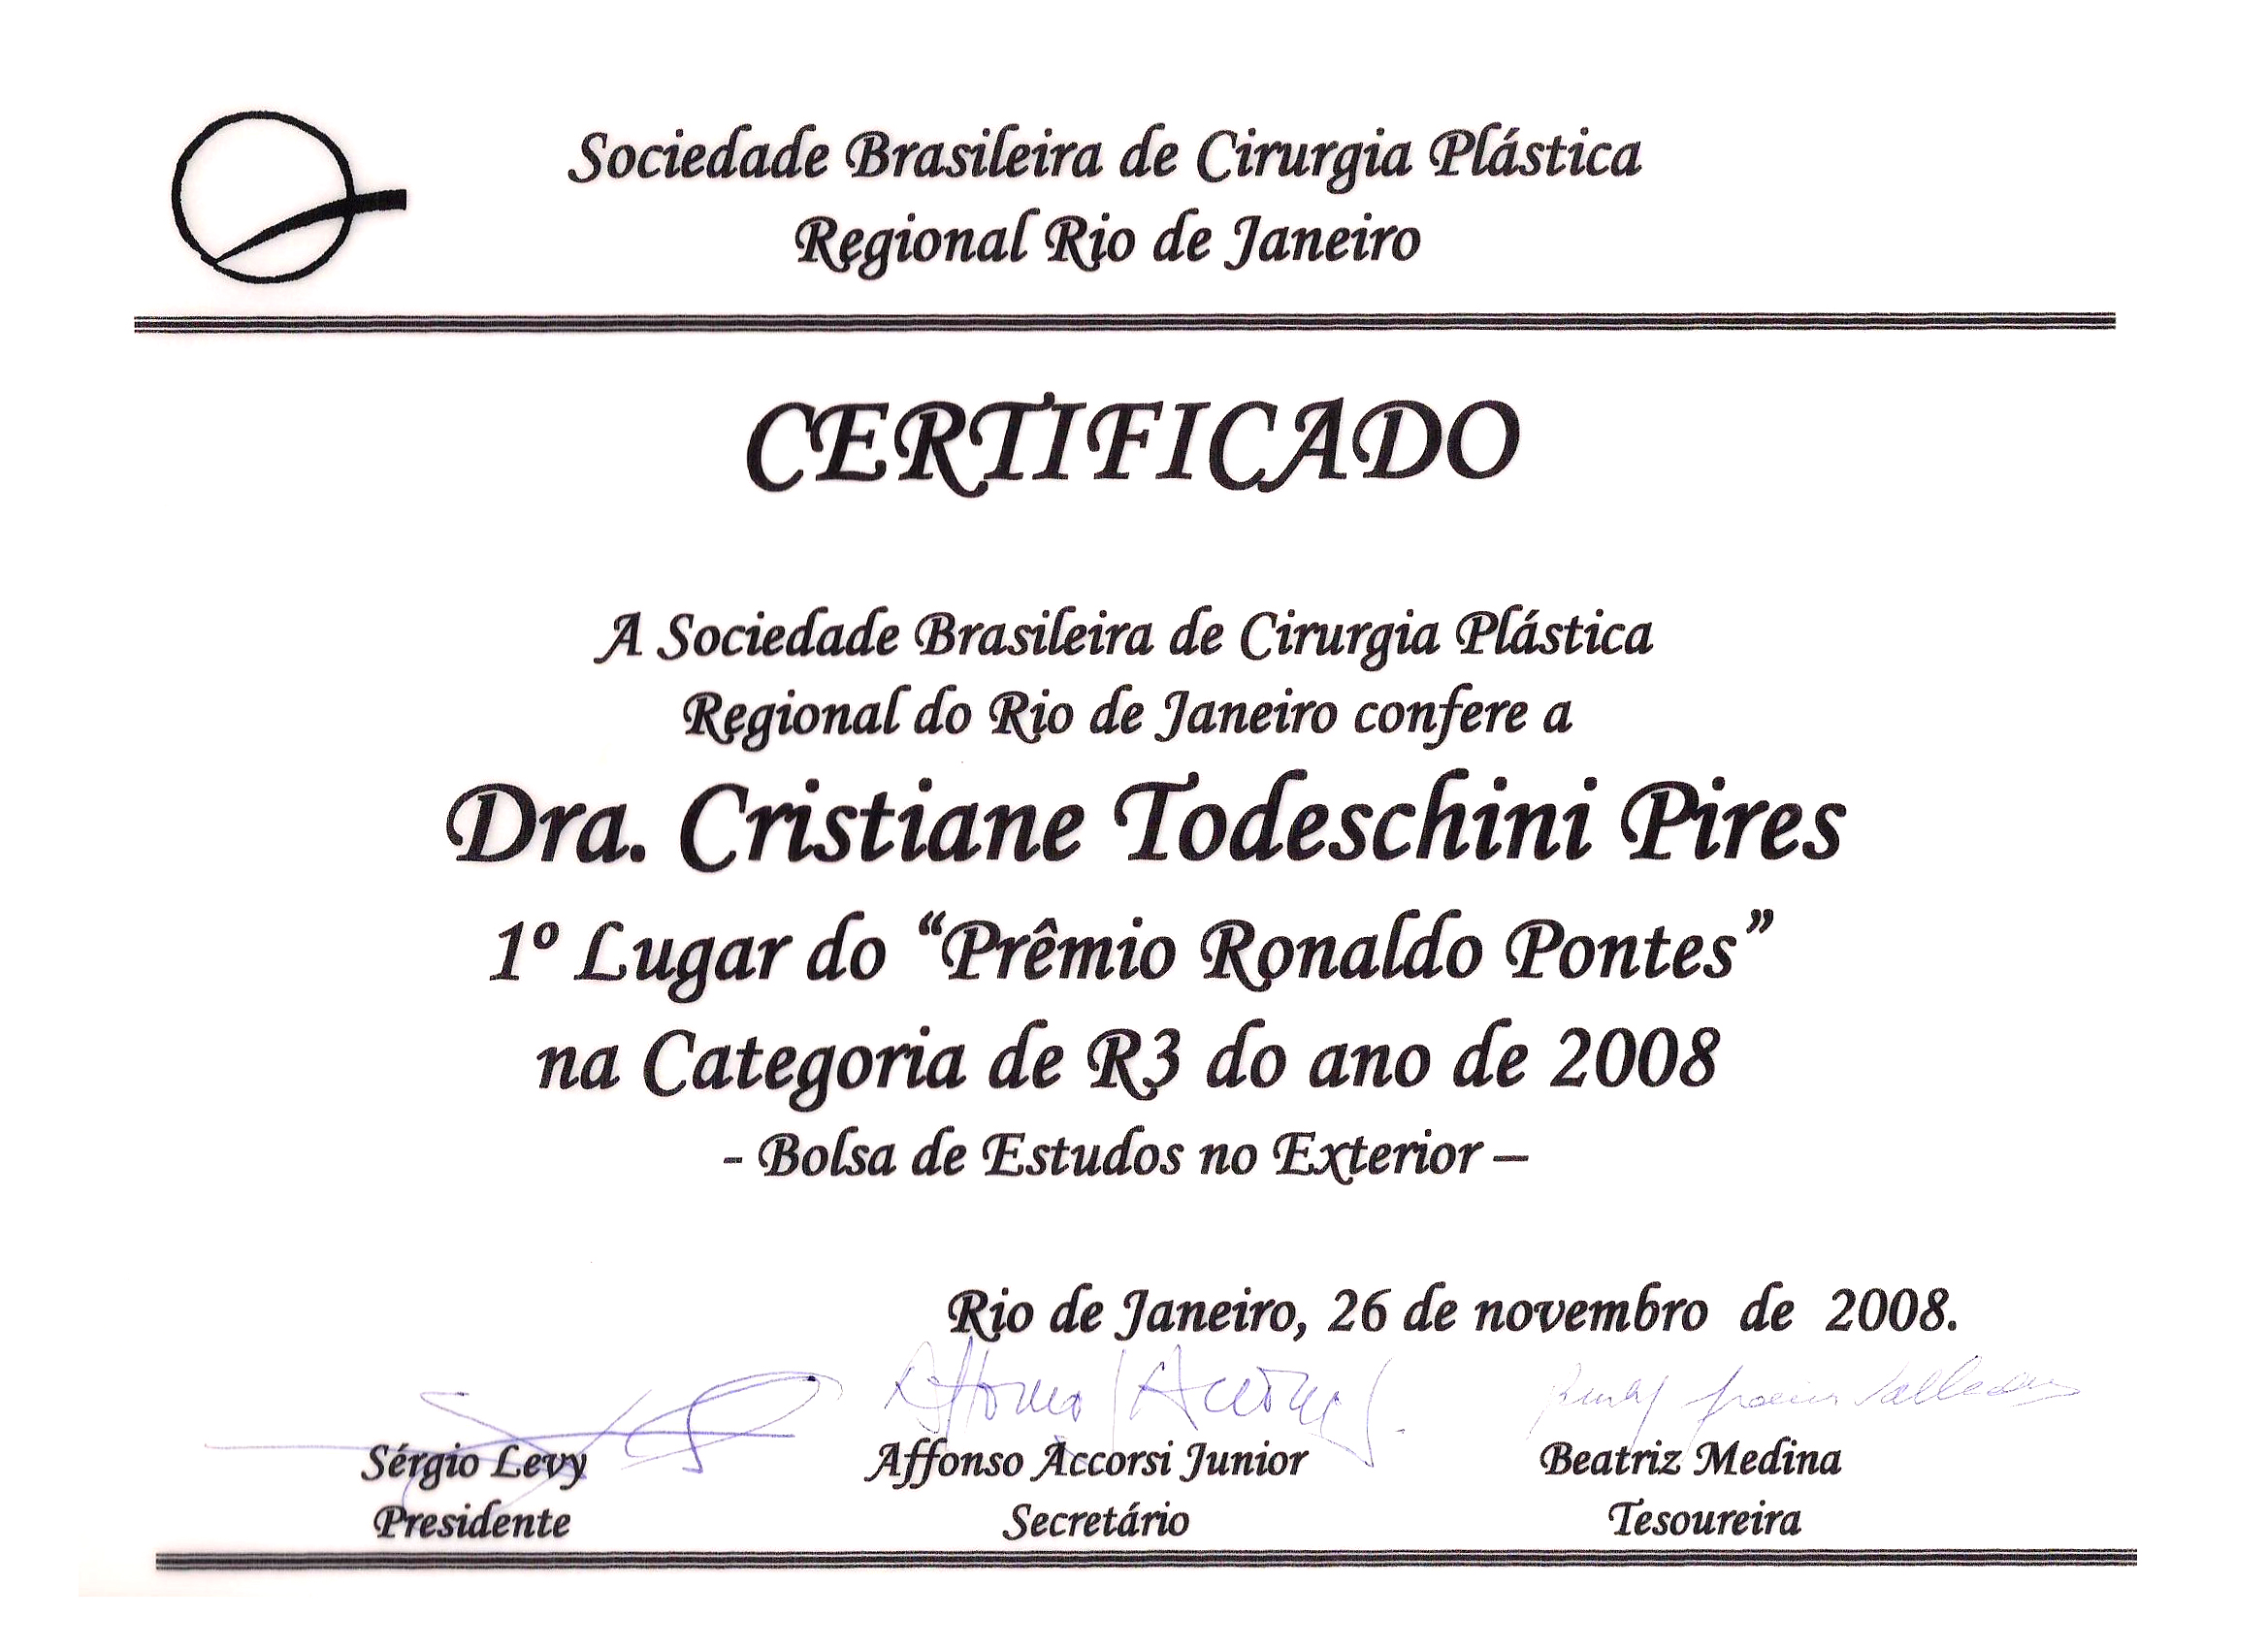 Sociedade Brasileira de Cirurgia Plástica
Regional Rio de Janeiro
CERTIFICADO
A Sociedade Brasileira de Cirurgia Plástica
Regional do Rio de Janeiro confere a
Dra. Cristiane Todeschini Pires
1º Lugar do “Prêmio Ronaldo Pontes”
na Categoria de R3 do ano de 2008
- Bolsa de Estudos no Exterior –
Rio de Janeiro, 26 de novembro de 2008.
Affonso Accorsi J.
Sérgio Levy Affonso Accorsi Junior Beatriz Medina
Presidente Secretário Tesoureira